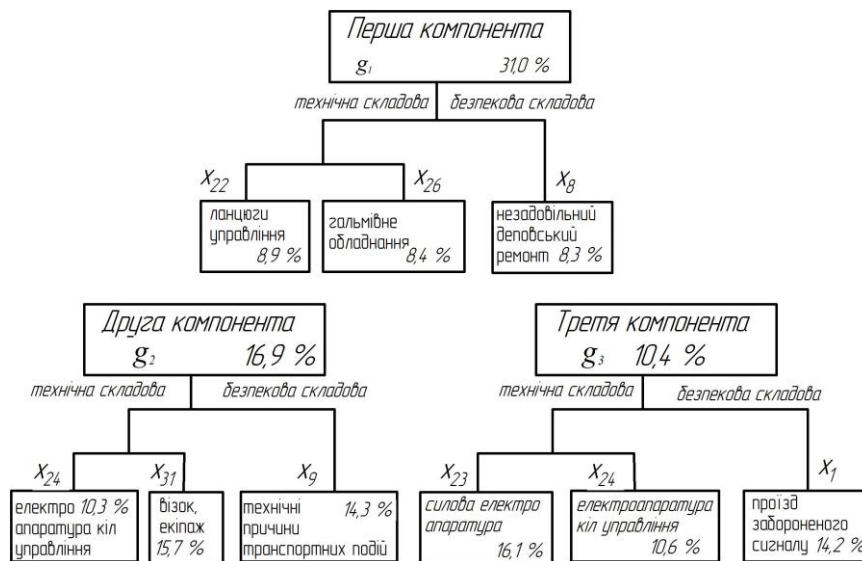 Перша компонента
g₁ 31,0 %
технічна складова безпекова складова
X₂₂ X₂₆ X₈
ланцюги
управління
8,9 %
гальмівне
обладнання
8,4 %
незадовільний
деповський
ремонт 8,3 %
Друга компонента
g₂ 16,9 %
технічна складова безпекова складова
X₂₄ X₃₁ X₉
електро 10,3 %
апаратура кіл
управління
візок,
екіпаж
15,7 %
технічні 14,3 %
причини
транспортних подій
Третя компонента
g₃ 10,4 %
технічна складова безпекова складова
X₂₃ X₂₄ X₁
силова електро
апаратура
16,1 %
електроапаратура
кіл управління
10,6 %
проїзд
забороненого
сигналу 14,2 %